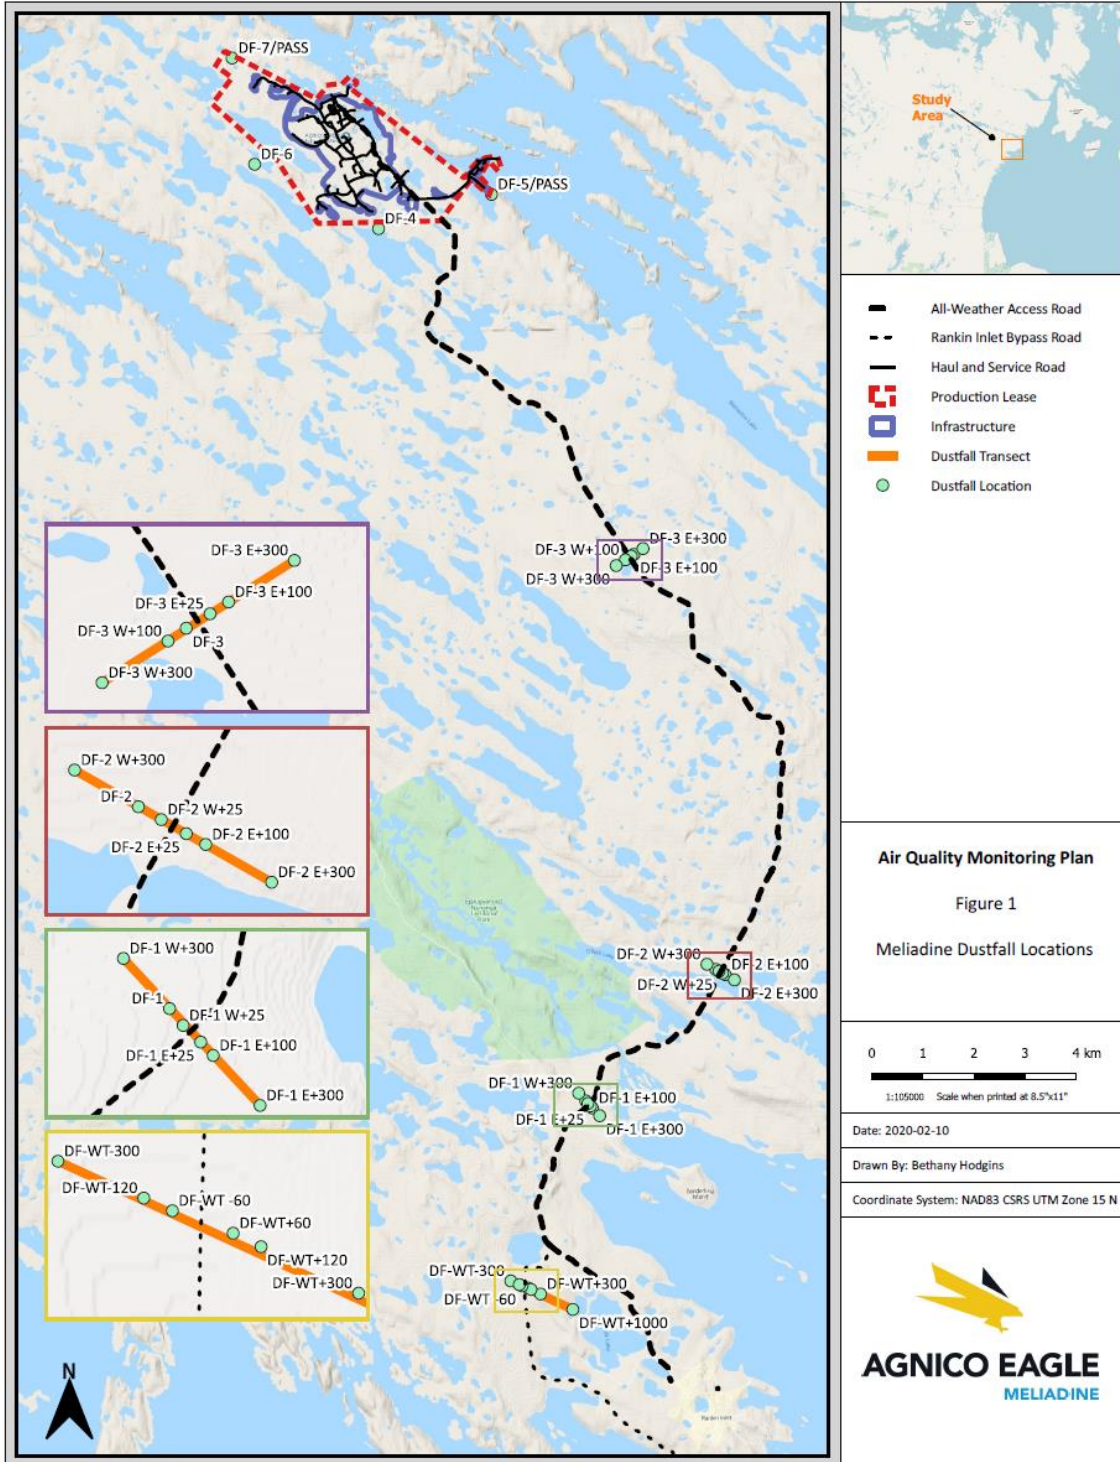 DF-7/PASS
DF-6
DF-5/PASS
DF-4
DF-3 W+100
DF-3 E+300
DF-3 W+300
DF-3 E+100
DF-3 E+300
DF-3 E+100
DF-3 E+25
DF-3 W+100
DF-3
DF-3 W+300
DF-2 W+300
DF-2
DF-2 W+25
DF-2 E+100
DF-2 E+25
DF-2 E+300
DF-2 W+300
DF-2 E+100
DF-2 W+25
DF-2 E+300
DF-1 W+300
DF-1
DF-1 W+25
DF-1 E+100
DF-1 E+25
DF-1 E+300
DF-1 W+300
DF-1 E+100
DF-1 E+25
DF-1 E+300
DF-WT-300
DF-WT-120
DF-WT -60
DF-WT+60
DF-WT+120
DF-WT+300
DF-WT-300
DF-WT+300
DF-WT -60
DF-WT+1000
Rankin Inlet
N
Study
Area
All-Weather Access Road
Rankin Inlet Bypass Road
Haul and Service Road
Production Lease
Infrastructure
Dustfall Transect
Dustfall Location
Air Quality Monitoring Plan
Figure 1
Meliadine Dustfall Locations
0 1 2 3 4 km
1:105000 Scale when printed at 8.5"x11"
Date: 2020-02-10
Drawn By: Bethany Hodgins
Coordinate System: NAD83 CSRS UTM Zone 15 N
AGNICO EAGLE
MELIADINE